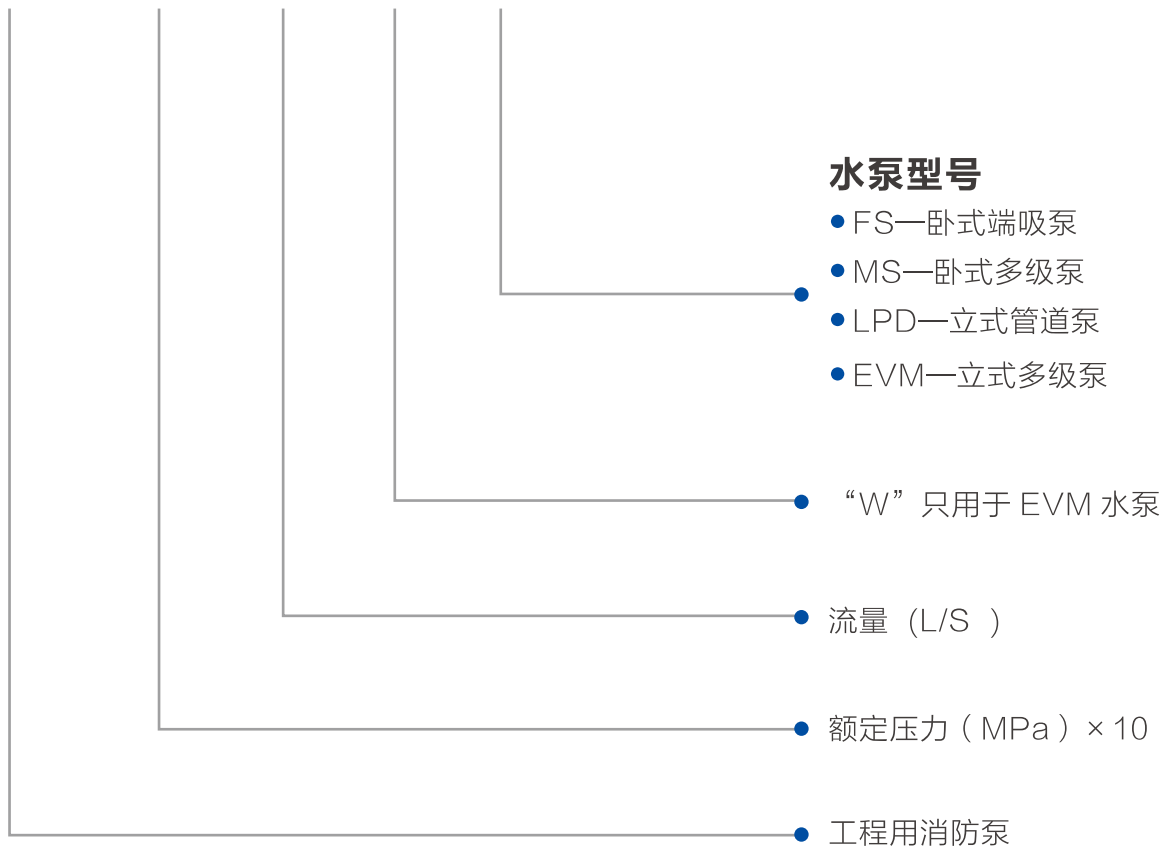 水泵型号
FS—卧式端吸泵
MS—卧式多级泵
LPD—立式管道泵
EVM—立式多级泵
“W”只用于 EVM 水泵
流量 (L/S )
额定压力（MPa）× 10
工程用消防泵